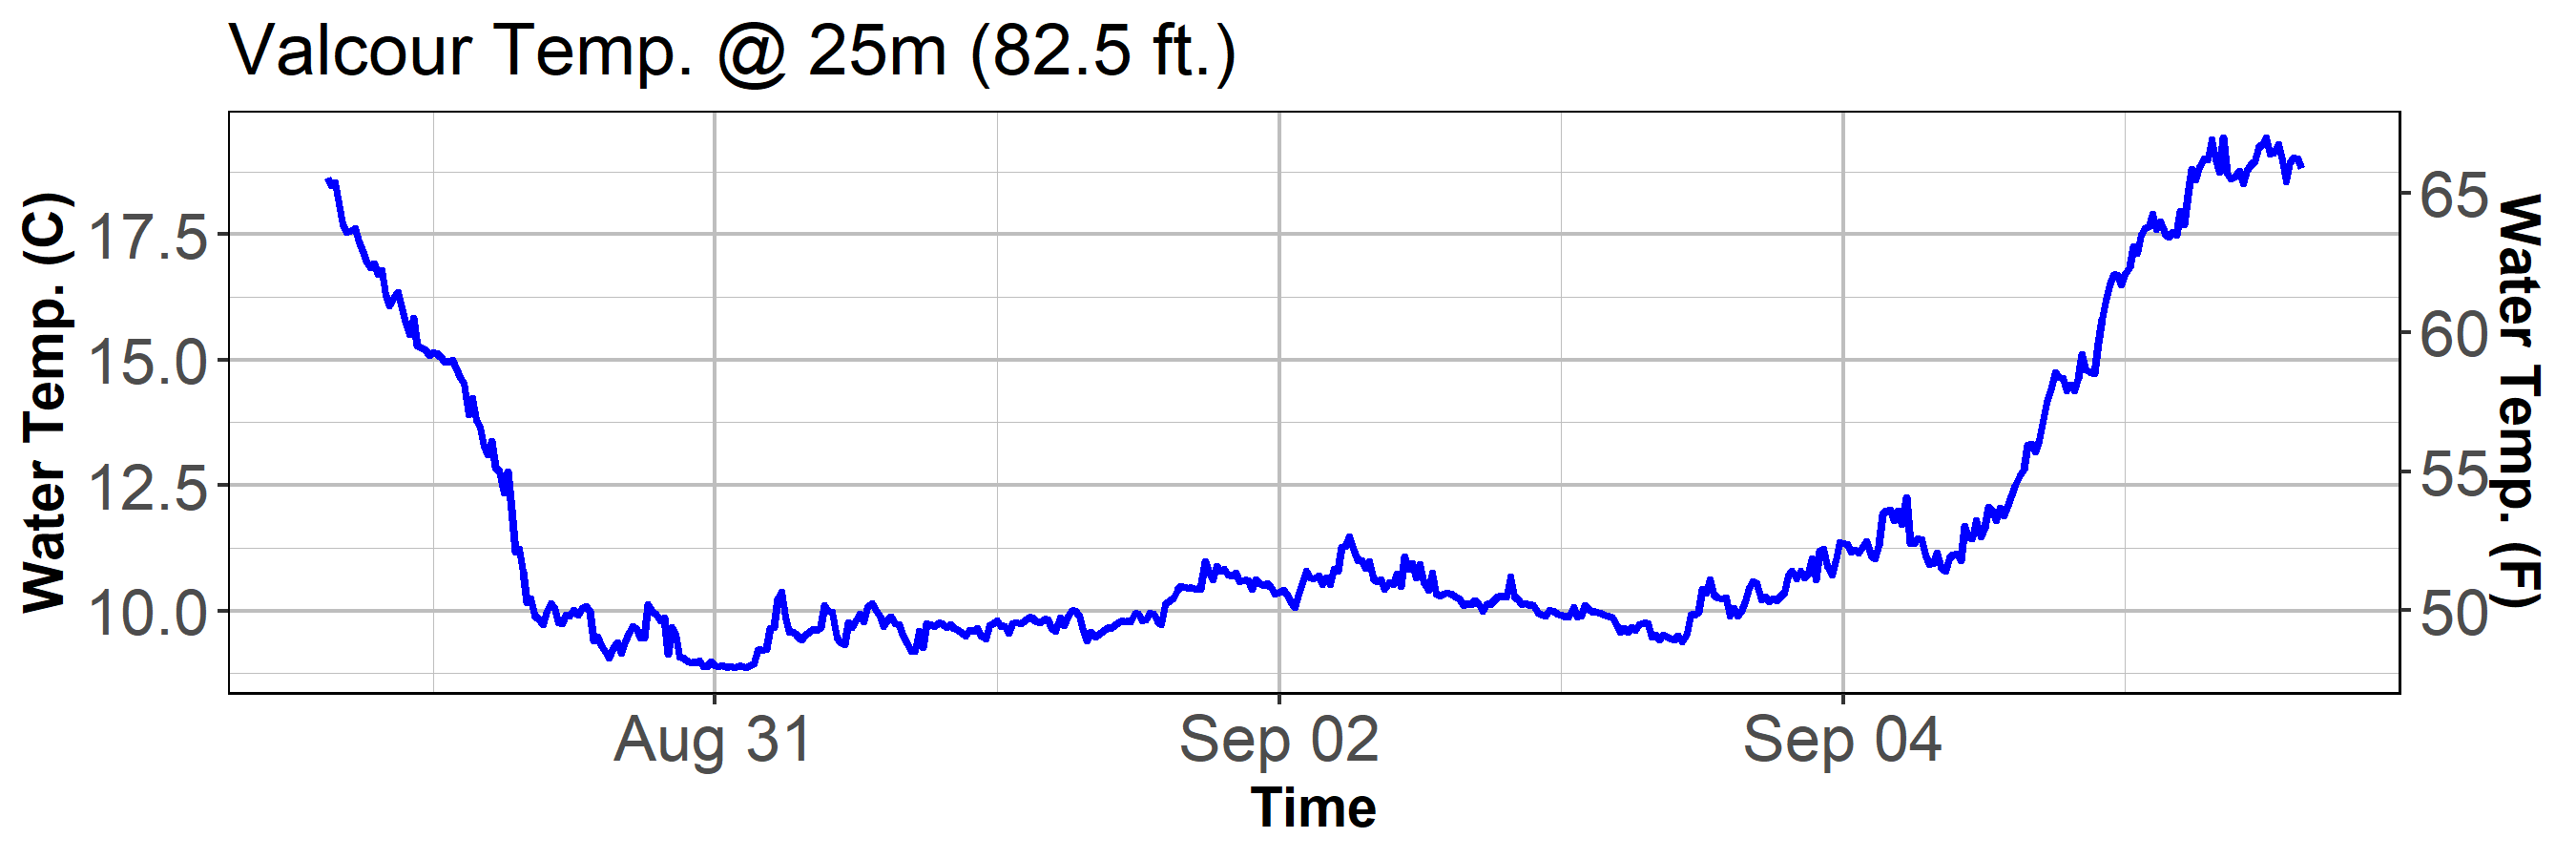 Valcour Temp. @ 25m (82.5 ft.)
Water Temp. (C)
17.5
15.0
12.5
10.0
65
60
55
50
Water Temp. (F)
Aug 31 Sep 02 Sep 04
Time